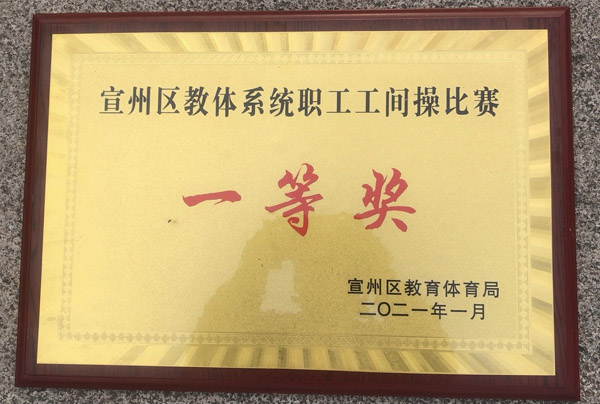 宣州区教体系统职工工间操比赛
一等奖
宣州区教育体育局
二〇二一年一月